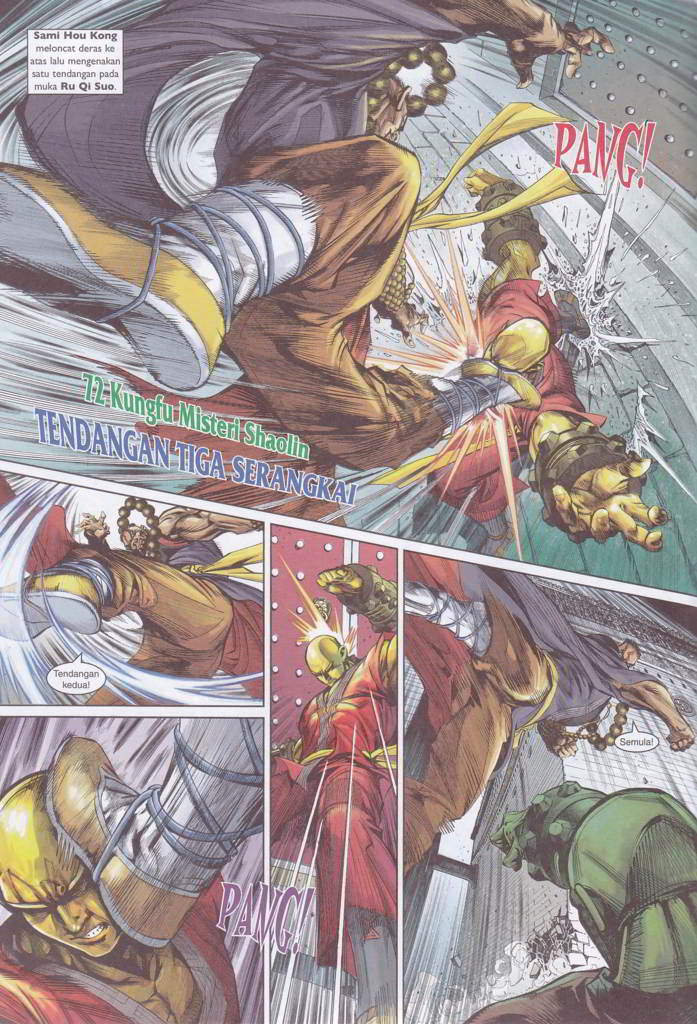 Sami Hou Kong
meloncat deras ke
atas lalu mengenakan
satu tendangan pada
muka Ru Qi Suo.
PANG!
72 Kungfu Misteri Shaolin
TENDANGAN TIGA SERANGKAI
Tendangan
kedua!
Semula!
PANG!